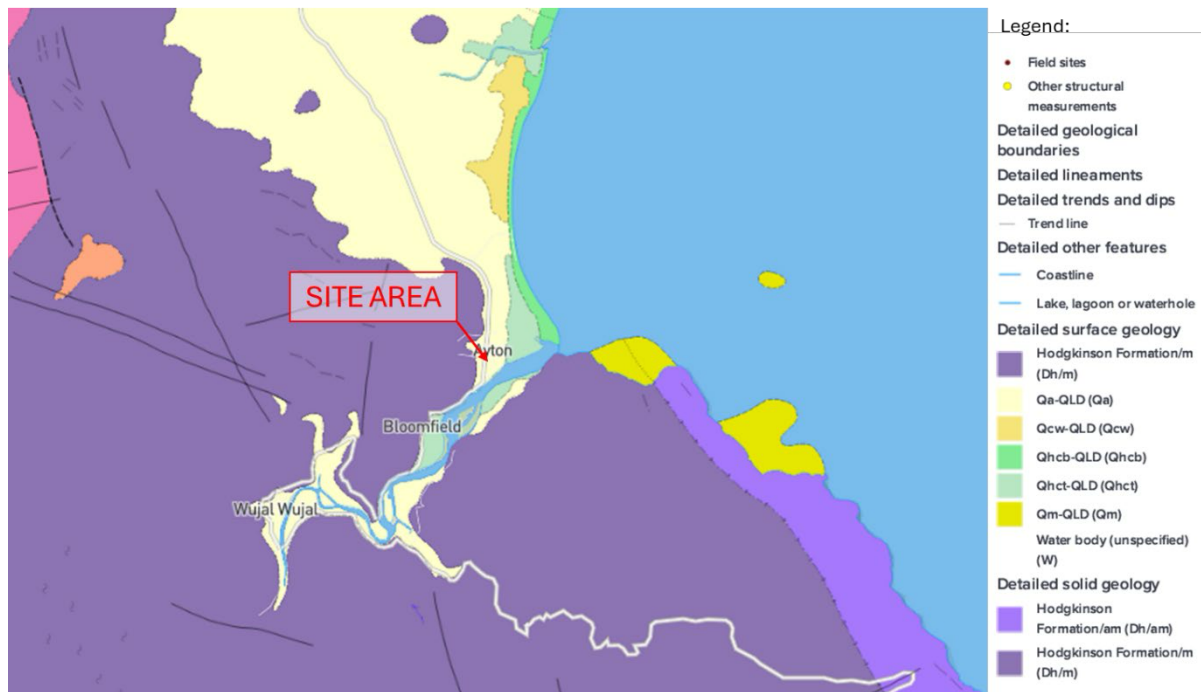 SITE AREA
Ayton
Bloomfield
Wujal Wujal
Legend:
Field sites
Other structural
measurements
Detailed geological
boundaries
Detailed lineaments
Detailed trends and dips
Trend line
Detailed other features
Coastline
Lake, lagoon or waterhole
Detailed surface geology
Hodgkinson Formation/m
(Dh/m)
Qa-QLD (Qa)
Qcw-QLD (Qcw)
Qhcb-QLD (Qhcb)
Qhct-QLD (Qhct)
Qm-QLD (Qm)
Water body (unspecified)
(W)
Detailed solid geology
Hodgkinson
Formation/am (Dh/am)
Hodgkinson Formation/m
(Dh/m)